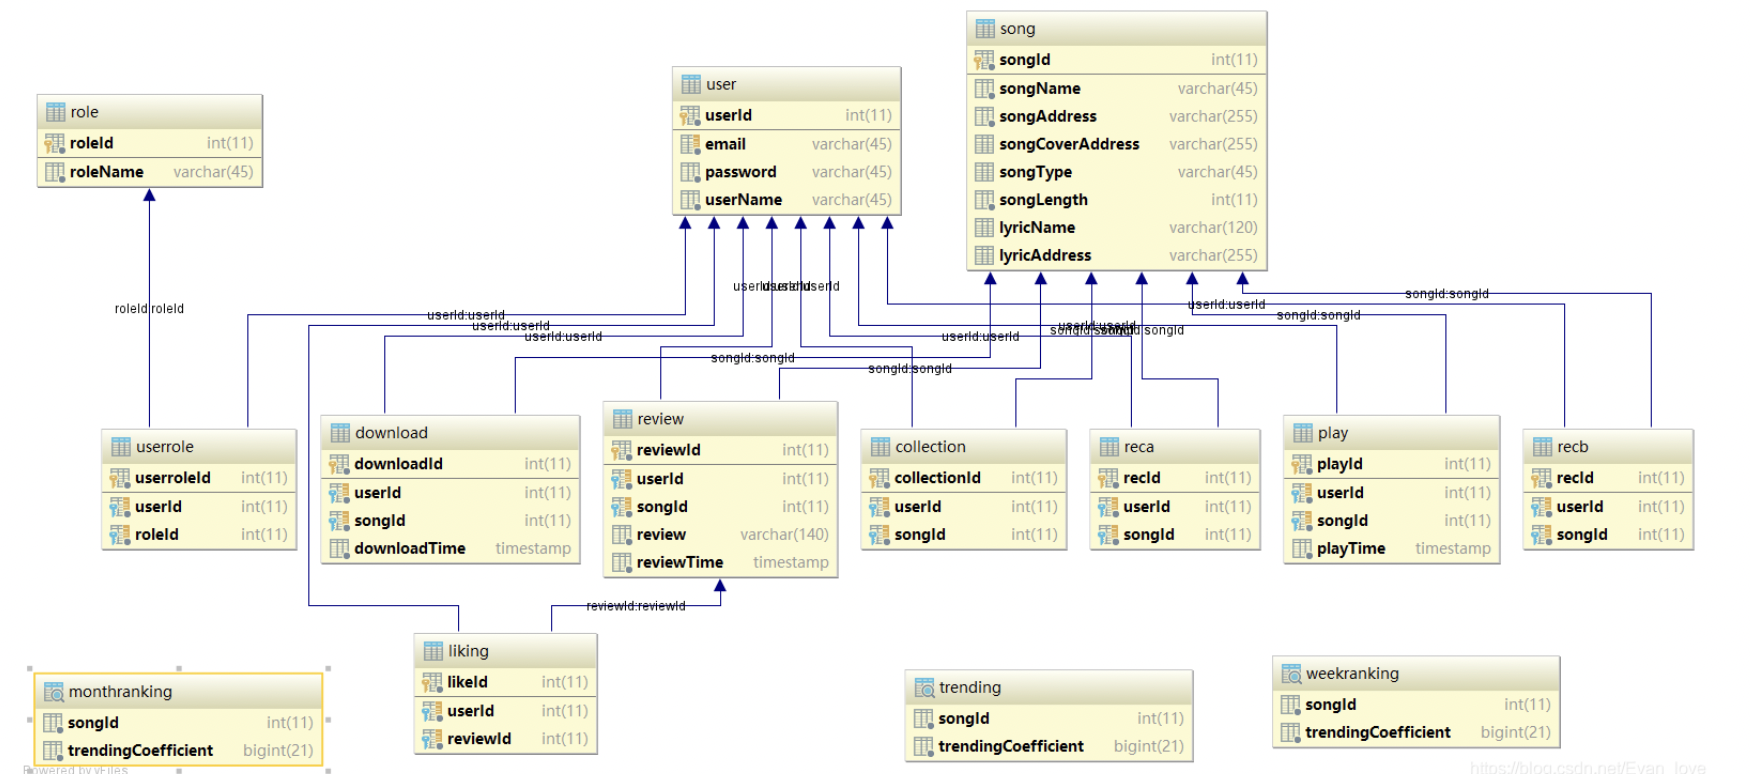 song
songId int(11)
songName varchar(45)
songAddress varchar(255)
songCoverAddress varchar(255)
songType varchar(45)
songLength int(11)
lyricName varchar(120)
lyricAddress varchar(255)
user
userId int(11)
email varchar(45)
password varchar(45)
userName varchar(45)
role
roleId int(11)
roleName varchar(45)
roleId:roleId
userId:userId
userId:userId
userId:userId
songId:songId
songId:songId
userId:userId
userId:userId
songId:songId
songId:songId
reviewId:reviewId
userrole
userroleId int(11)
userId int(11)
roleId int(11)
download
downloadId int(11)
userId int(11)
songId int(11)
downloadTime timestamp
review
reviewId int(11)
userId int(11)
songId int(11)
review varchar(140)
reviewTime timestamp
collection
collectionId int(11)
userId int(11)
songId int(11)
reca
recId int(11)
userId int(11)
songId int(11)
play
playId int(11)
userId int(11)
songId int(11)
playTime timestamp
recb
recId int(11)
userId int(11)
songId int(11)
liking
likeId int(11)
userId int(11)
reviewId int(11)
monthranking
songId int(11)
trendingCoefficient bigint(21)
trending
songId int(11)
trendingCoefficient bigint(21)
weekranking
songId int(11)
trendingCoefficient bigint(21)
Powered by yFiles
https://blog.csdn.net/Evan_love